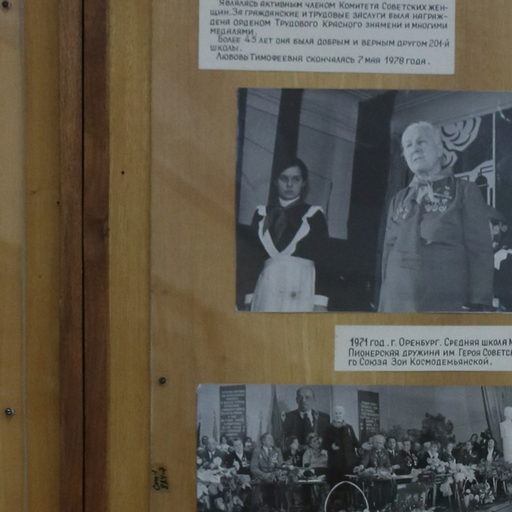 Являлась активным членом Комитета Советских жен-
щин. За гражданские и трудовые заслуги была награж-
дена орденом Трудового Красного знамени и многими
медалями.
Более 45 лет она была добрым и верным другом 201-й
школы.
Любовь Тимофеевна скончалась 7 мая 1978 года.
1971 год. г. Оренбург. Средняя школа
Пионерская дружина им. Героя Советс
го Союза Зои Космодемьянской.